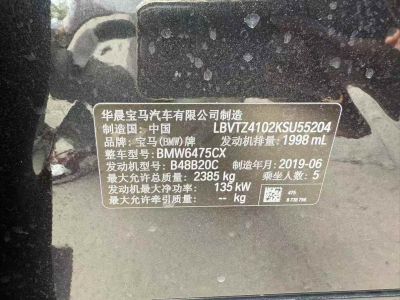 华晨宝马汽车有限公司制造
制造国：中国 LBVTZ4102KSU55204
品牌：宝马(BMW)牌 发动机排量：1998 mL
整车型号：BMW6475CX
发动机型号：B48B20C 制造年月：2019-06
最大允许总质量：2385 kg 乘坐人数：5
发动机最大净功率：135 kW
最大允许牵引质量：-- kg
475